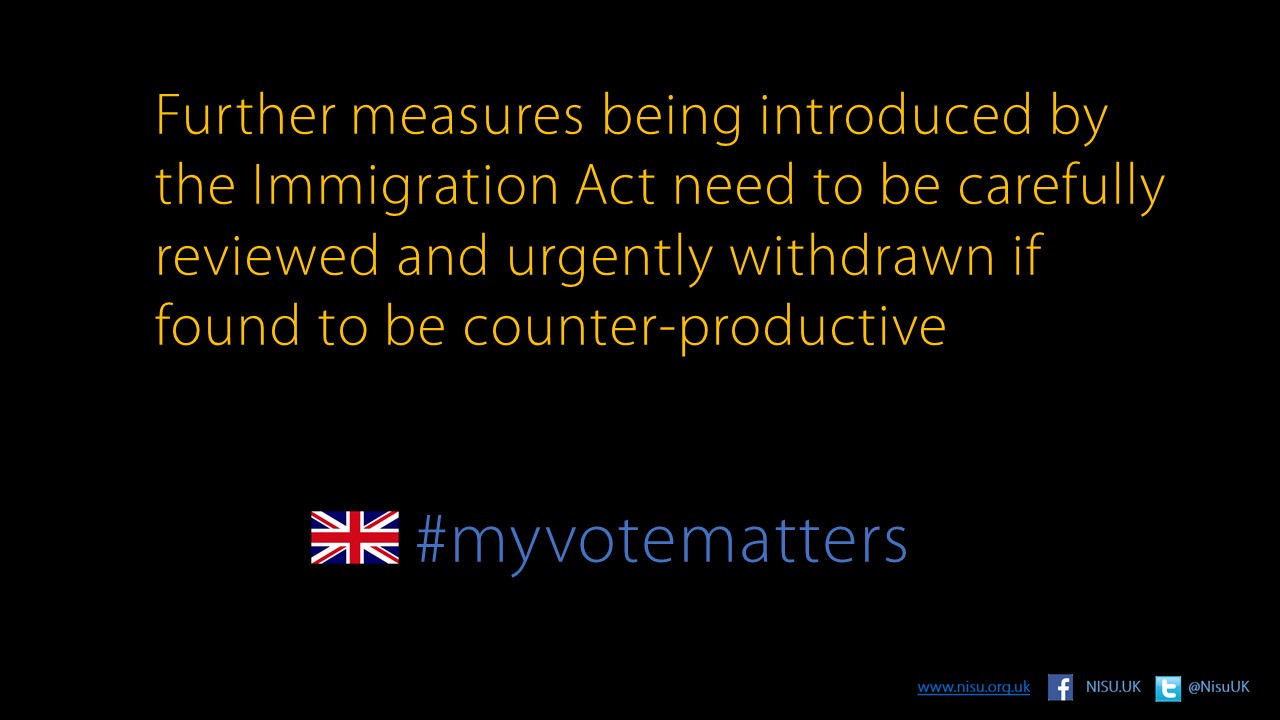 Further measures being introduced by
the Immigration Act need to be carefully
reviewed and urgently withdrawn if
found to be counter-productive
#myvotematters
www.nisu.org.uk NISU.UK @NisuUK